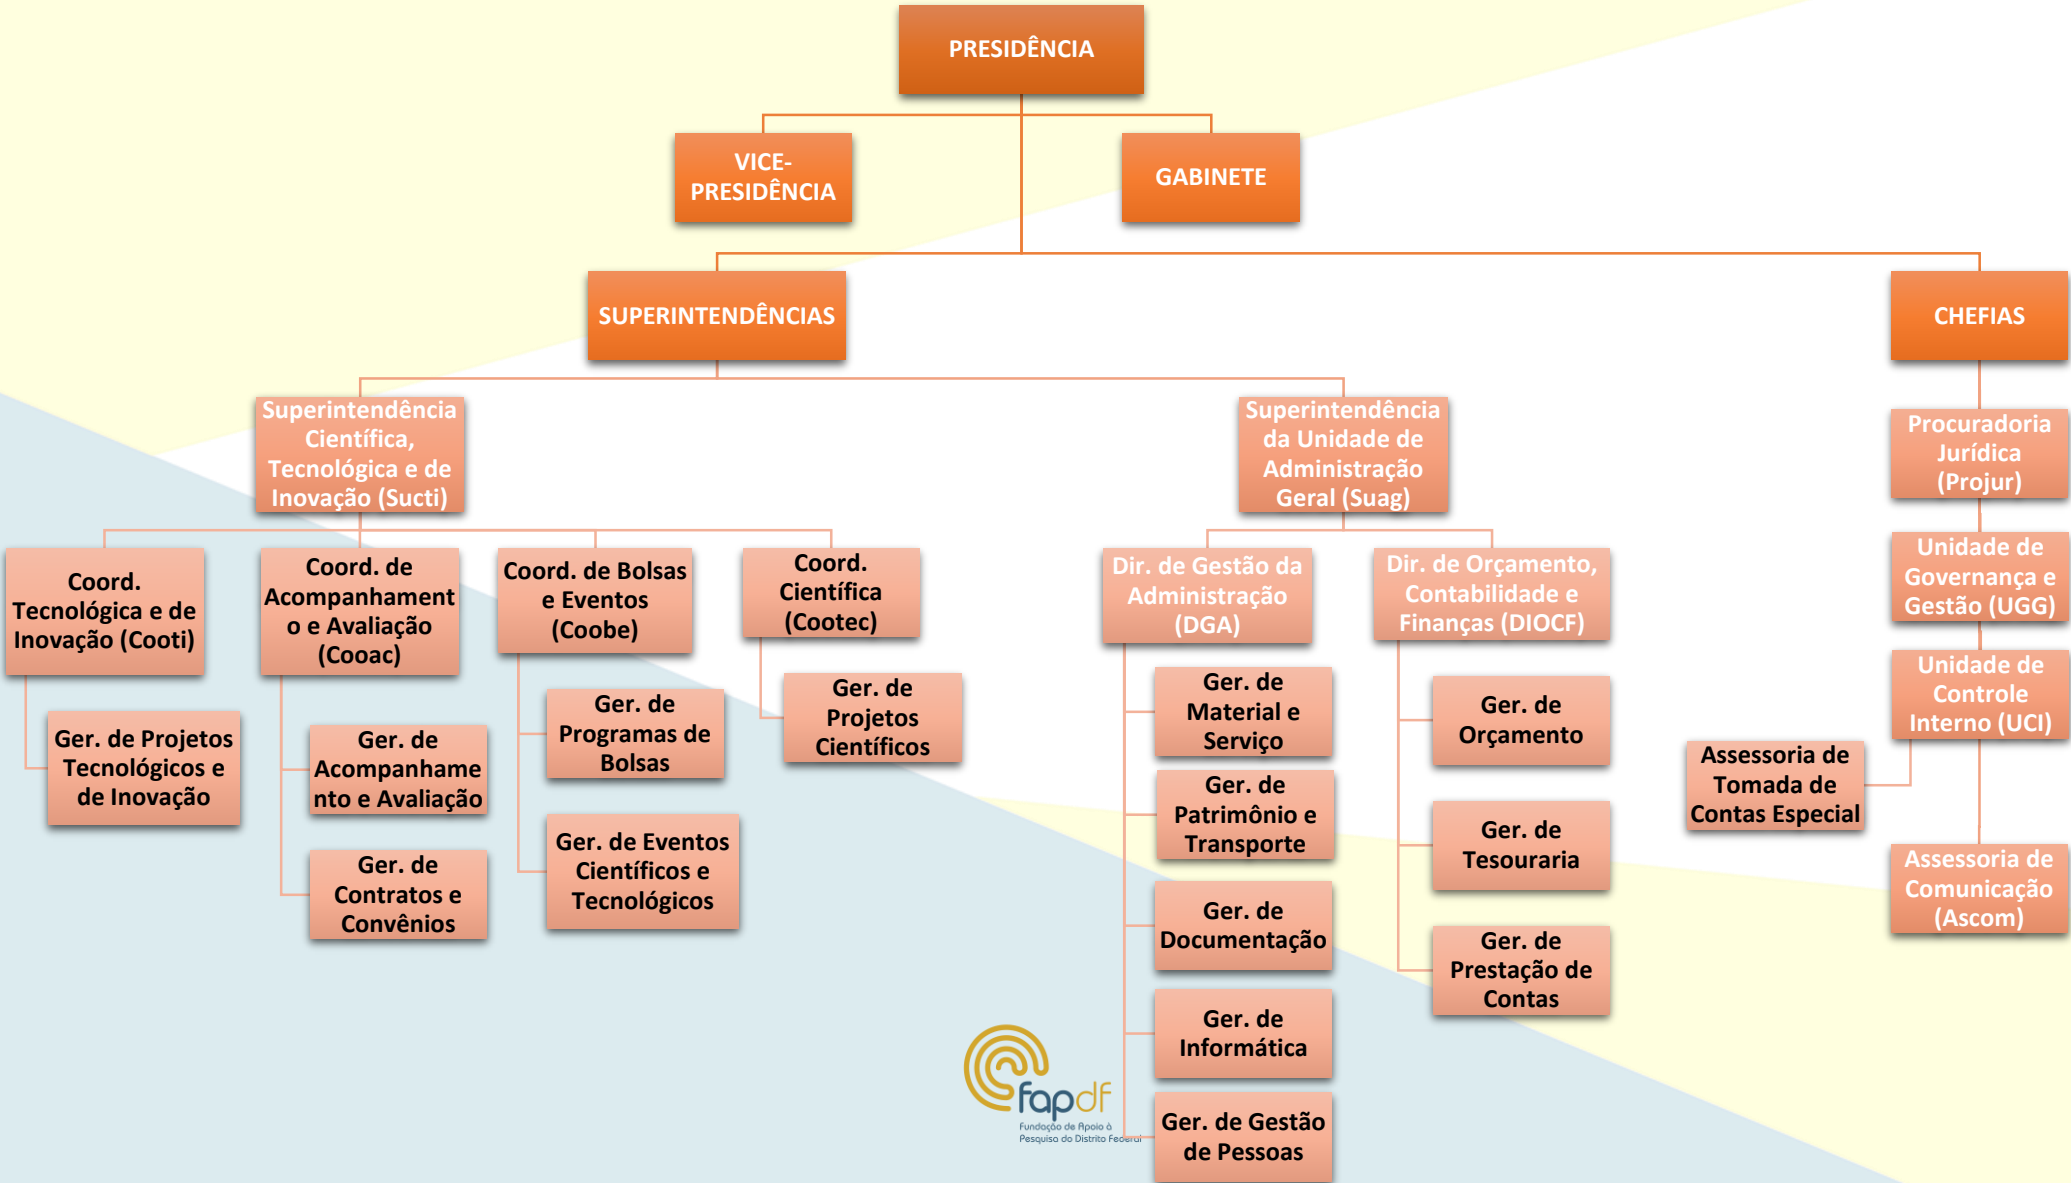 PRESIDÊNCIA
VICE-
PRESIDÊNCIA
GABINETE
SUPERINTENDÊNCIAS
CHEFIAS
Superintendência
Científica,
Tecnológica e de
Inovação (Sucti)
Superintendência
da Unidade de
Administração
Geral (Suag)
Procuradoria
Jurídica
(Projur)
Unidade de
Governança e
Gestão (UGG)
Unidade de
Controle
Interno (UCI)
Assessoria de
Tomada de
Contas Especial
Assessoria de
Comunicação
(Ascom)
Coord.
Tecnológica e de
Inovação (Cooti)
Ger. de Projetos
Tecnológicos e
de Inovação
Coord. de
Acompanhament
o e Avaliação
(Cooac)
Ger. de
Acompanhame
nto e Avaliação
Ger. de
Contratos e
Convênios
Coord. de Bolsas
e Eventos
(Coobe)
Ger. de
Programas de
Bolsas
Ger. de Eventos
Científicos e
Tecnológicos
Coord.
Científica
(Cootec)
Ger. de
Projetos
Científicos
Dir. de Gestão da
Administração
(DGA)
Ger. de
Material e
Serviço
Ger. de
Patrimônio e
Transporte
Ger. de
Documentação
Ger. de
Informática
Ger. de Gestão
de Pessoas
Dir. de Orçamento,
Contabilidade e
Finanças (DIOCF)
Ger. de
Orçamento
Ger. de
Tesouraria
Ger. de
Prestação de
Contas
fapdf
Fundação de Apoio à
Pesquisa do Distrito Federal